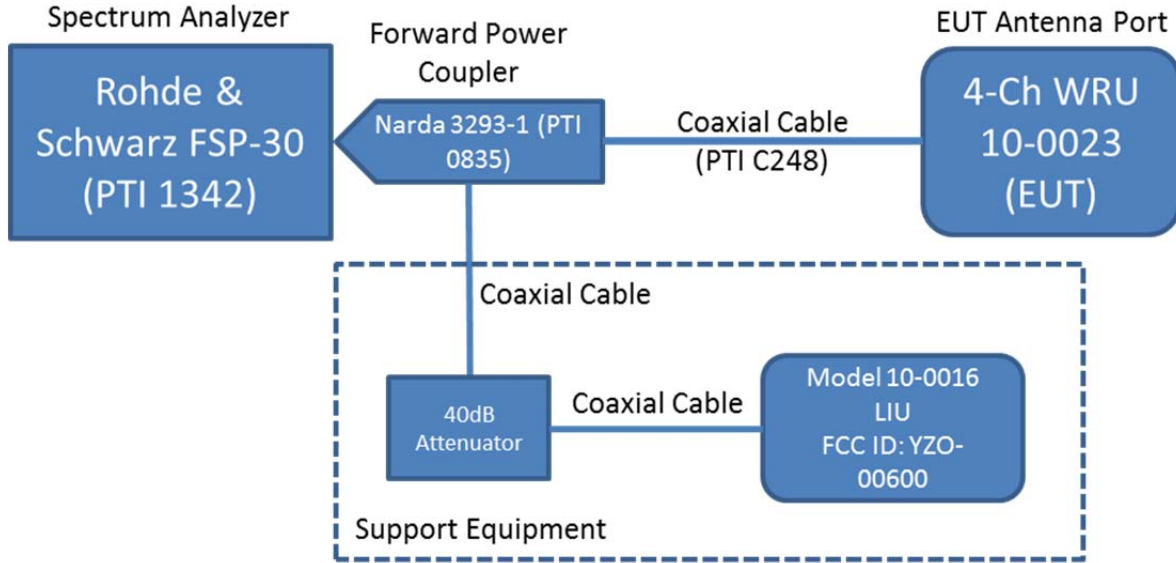 Spectrum Analyzer
Rohde &
Schwarz FSP-30
(PTI 1342)
Forward Power
Coupler
Narda 3293-1 (PTI
0835)
Coaxial Cable
(PTI C248)
EUT Antenna Port
4-Ch WRU
10-0023
(EUT)
Coaxial Cable
40dB
Attenuator
Coaxial Cable
Model 10-0016
LIU
FCC ID: YZO-
00600
Support Equipment